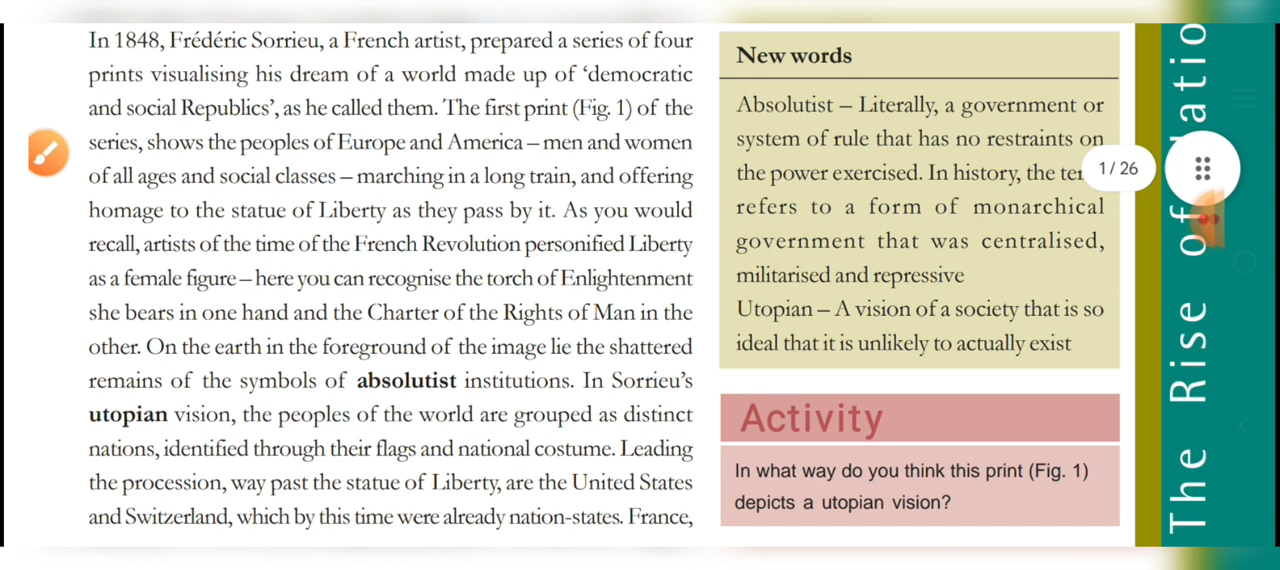 In 1848, Frédéric Sorrieu, a French artist, prepared a series of four
prints visualising his dream of a world made up of ‘democratic
and social Republics’, as he called them. The first print (Fig. 1) of the
series, shows the peoples of Europe and America – men and women
of all ages and social classes – marching in a long train, and offering
homage to the statue of Liberty as they pass by it. As you would
recall, artists of the time of the French Revolution personified Liberty
as a female figure – here you can recognise the torch of Enlightenment
she bears in one hand and the Charter of the Rights of Man in the
other. On the earth in the foreground of the image lie the shattered
remains of the symbols of absolutist institutions. In Sorrieu’s
utopian vision, the peoples of the world are grouped as distinct
nations, identified through their flags and national costume. Leading
the procession, way past the statue of Liberty, are the United States
and Switzerland, which by this time were already nation-states. France,
New words
Absolutist – Literally, a government or
system of rule that has no restraints on
the power exercised. In history, the
refers to a form of monarchical
government that was centralised,
militarised and repressive
Utopian – A vision of a society that is so
ideal that it is unlikely to actually exist
Activity
In what way do you think this print (Fig. 1)
depicts a utopian vision?
1 / 26
The Rise of